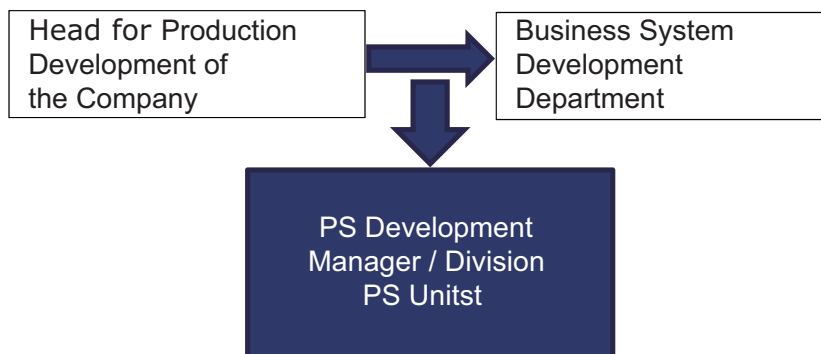 Head for Production
Development of
the Company
Business System
Development
Department
PS Development
Manager / Division
PS Unitst